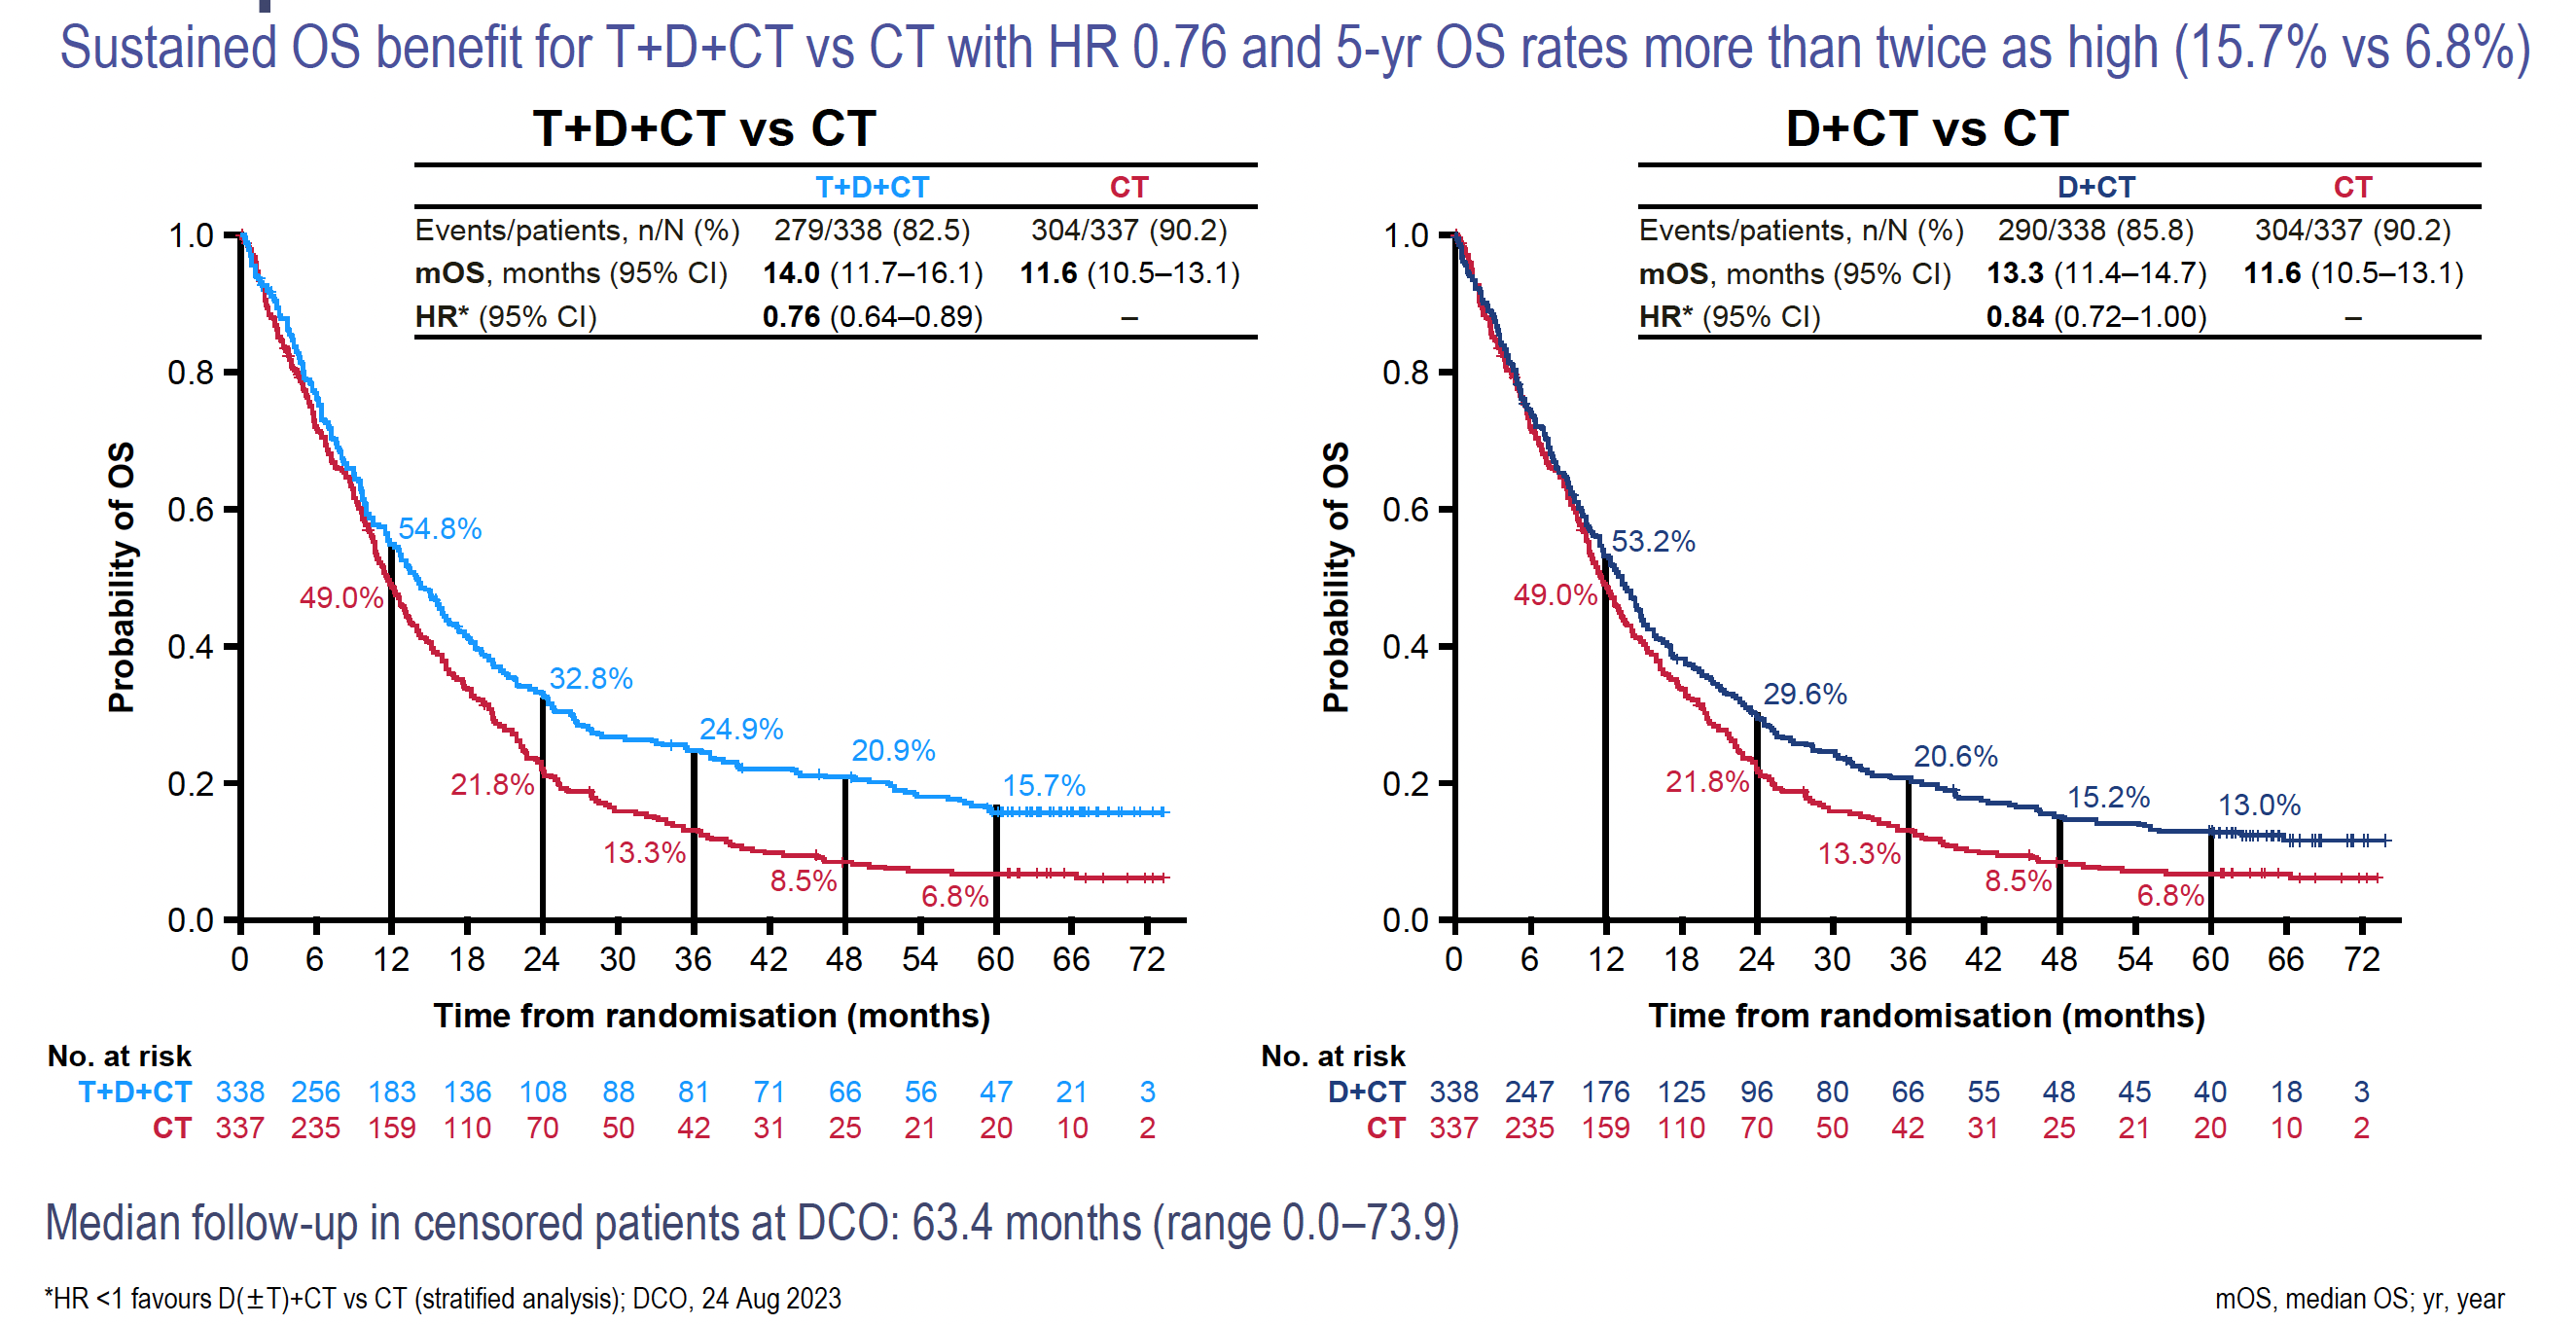 Sustained OS benefit for T+D+CT vs CT with HR 0.76 and 5-yr OS rates more than twice as high (15.7% vs 6.8%)
T+D+CT vs CT
T+D+CT CT
Events/patients, n/N (%) 279/338 (82.5) 304/337 (90.2)
mOS, months (95% CI) 14.0 (11.7–16.1) 11.6 (10.5–13.1)
HR* (95% CI) 0.76 (0.64–0.89) –
Probability of OS
1.0
0.8
0.6
0.4
0.2
0.0
54.8%
49.0%
32.8%
21.8%
24.9%
13.3%
20.9%
8.5%
15.7%
6.8%
0 6 12 18 24 30 36 42 48 54 60 66 72
Time from randomisation (months)
No. at risk
T+D+CT 338 256 183 136 108 88 81 71 66 56 47 21 3
CT 337 235 159 110 70 50 42 31 25 21 20 10 2
D+CT vs CT
D+CT CT
Events/patients, n/N (%) 290/338 (85.8) 304/337 (90.2)
mOS, months (95% CI) 13.3 (11.4–14.7) 11.6 (10.5–13.1)
HR* (95% CI) 0.84 (0.72–1.00) –
Probability of OS
1.0
0.8
0.6
0.4
0.2
0.0
53.2%
49.0%
29.6%
21.8%
20.6%
13.3%
15.2%
8.5%
13.0%
6.8%
0 6 12 18 24 30 36 42 48 54 60 66 72
Time from randomisation (months)
No. at risk
D+CT 338 247 176 125 96 80 66 55 48 45 40 18 3
CT 337 235 159 110 70 50 42 31 25 21 20 10 2
Median follow-up in censored patients at DCO: 63.4 months (range 0.0–73.9)
*HR <1 favours D(±T)+CT vs CT (stratified analysis); DCO, 24 Aug 2023
mOS, median OS; yr, year